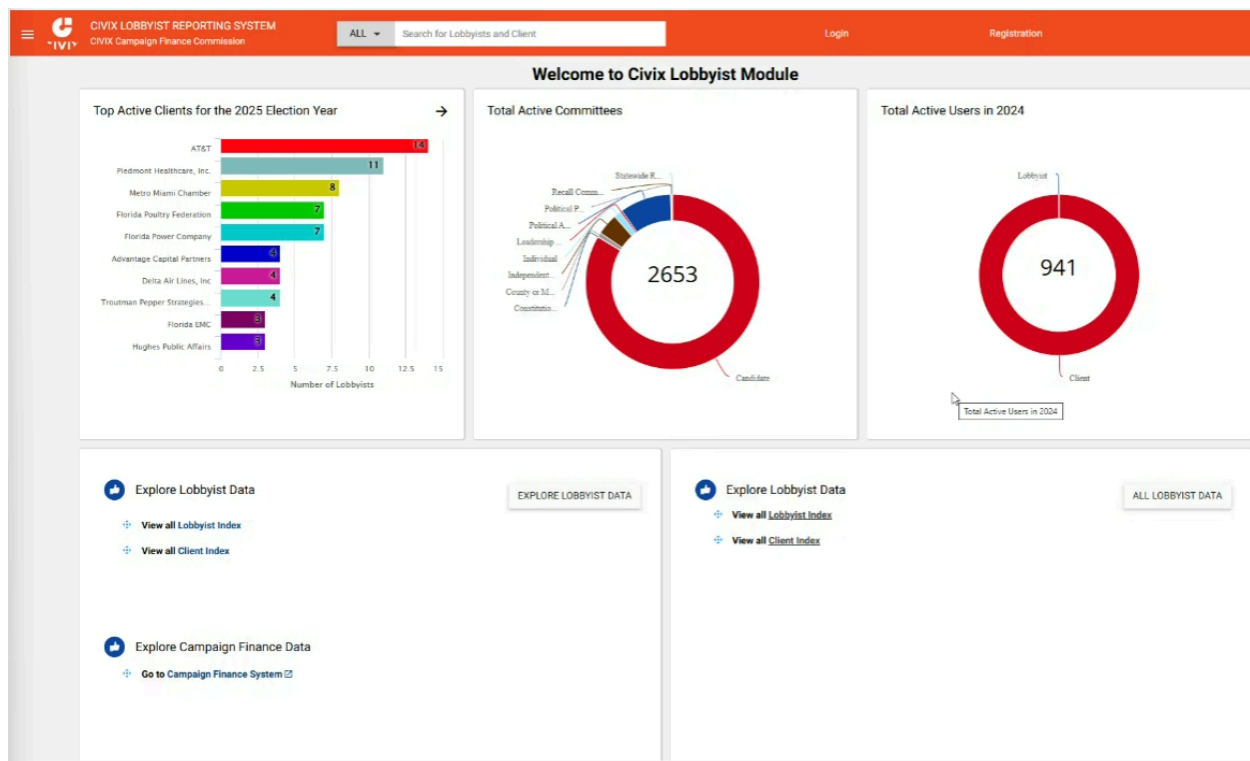 CIVIX LOBBYIST REPORTING SYSTEM
CIVIX Campaign Finance Commission
CIVIX
ALL
Search for Lobbyists and Client
Login
Registration
Welcome to Civix Lobbyist Module
Top Active Clients for the 2025 Election Year
AT&T
14
Piedmont Healthcare, Inc.
11
Metro Miami Chamber
8
Florida Poultry Federation
7
Florida Power Company
7
Advantage Capital Partners
4
Delta Air Lines, Inc
4
Troutman Pepper Strategies...
4
Florida EMC
3
Hughes Public Affairs
3
0 2.5 5 7.5 10 12.5 15
Number of Lobbyists
Total Active Committees
Statewide R...
Recall Comm...
Political P...
Political A...
Leadership ...
Individual
Independent...
County or M...
Constitutio...
2653
Candidate
Total Active Users in 2024
Lobbyist
941
Client
Total Active Users in 2024
Explore Lobbyist Data
EXPLORE LOBBYIST DATA
View all Lobbyist Index
View all Client Index
Explore Campaign Finance Data
Go to Campaign Finance System
Explore Lobbyist Data
ALL LOBBYIST DATA
View all Lobbyist Index
View all Client Index